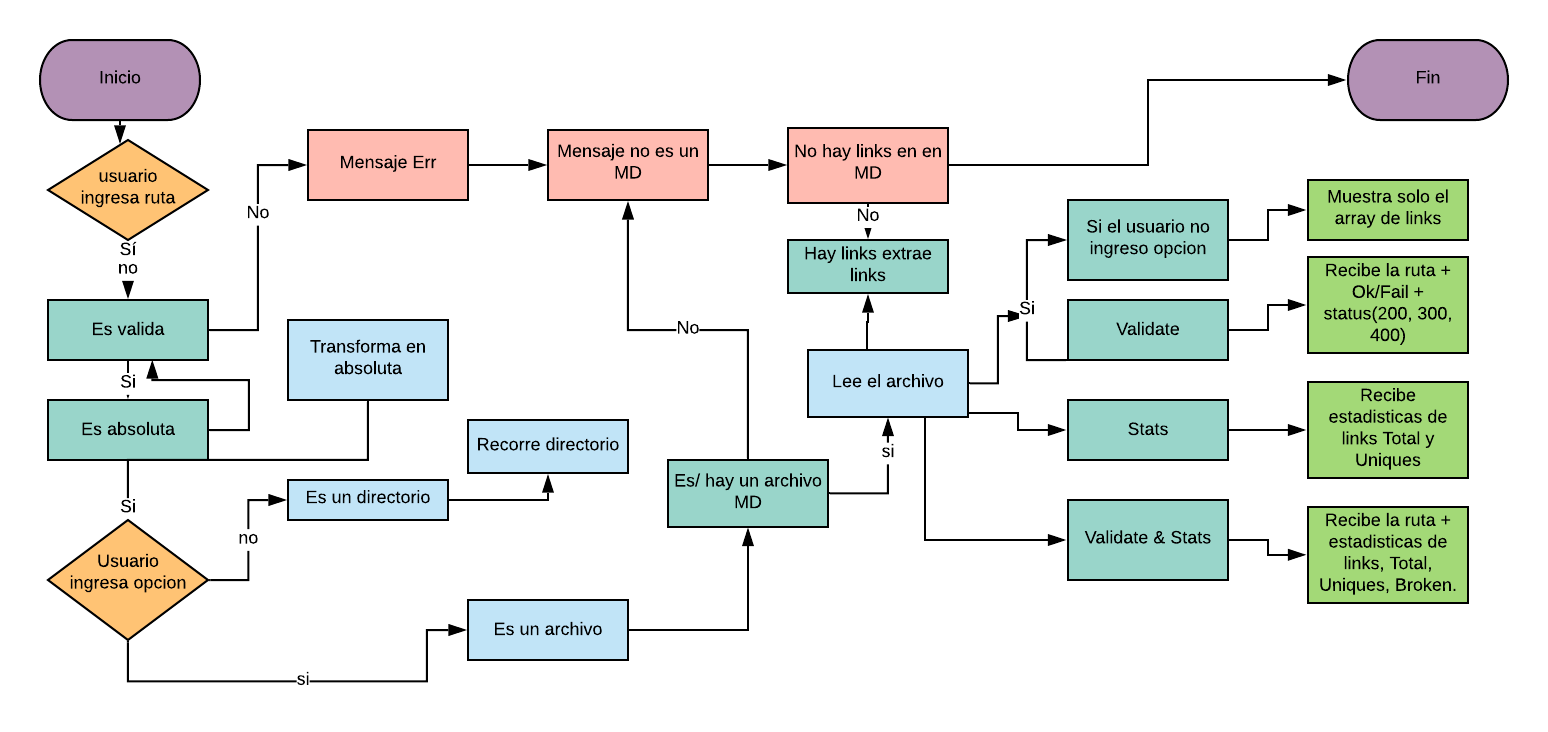 Inicio
Fin
usuario
ingresa ruta
Mensaje Err
Mensaje no es un
MD
No hay links en en
MD
No
No
Sí
no
Muestra solo el
array de links
Si el usuario no
ingreso opcion
Hay links extrae
links
Recibe la ruta +
Ok/Fail +
status(200, 300,
400)
Si
Validate
Es valida
No
Transforma en
absoluta
Si
Lee el archivo
Es absoluta
Recorre directorio
si
Stats
Recibe
estadisticas de
links Total y
Uniques
Es/ hay un archivo
MD
Es un directorio
Si
no
Validate & Stats
Recibe la ruta +
estadisticas de
links, Total,
Uniques, Broken.
Usuario
ingresa opcion
Es un archivo
si